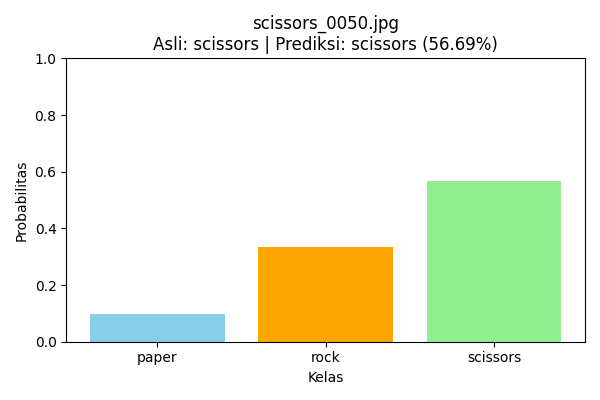 scissors_0050.jpg
Asli: scissors | Prediksi: scissors (56.69%)
1.0
0.8
0.6
0.4
0.2
0.0
Probabilitas
paper
rock
scissors
Kelas